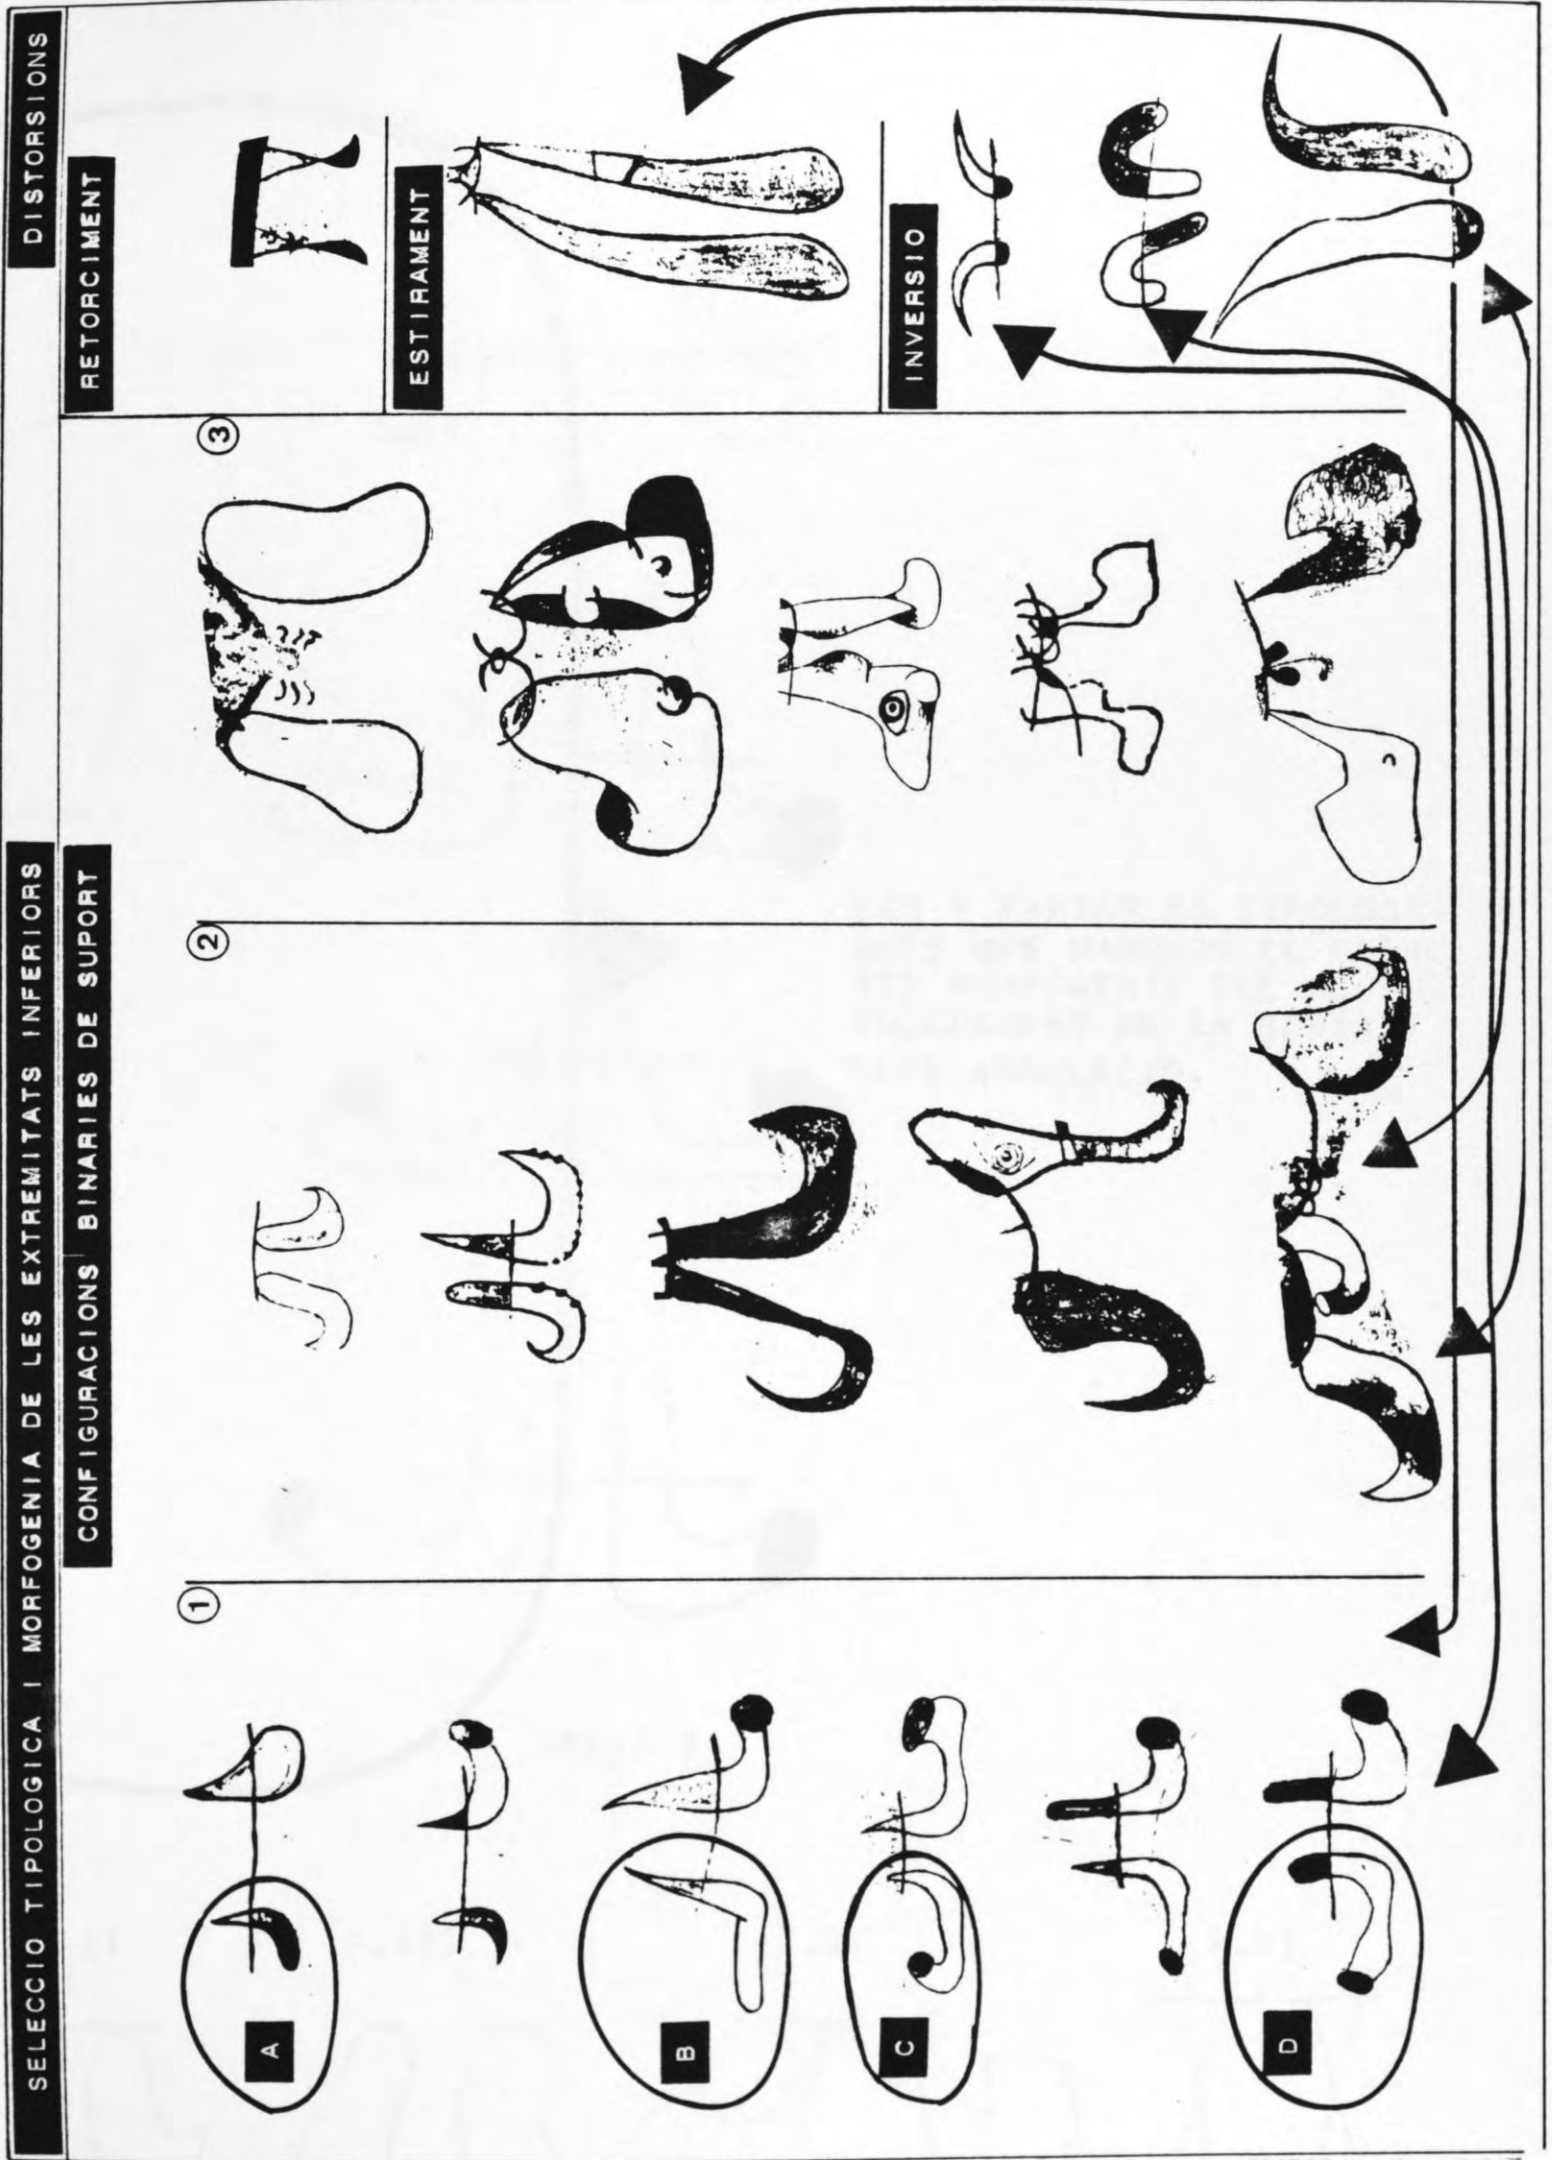 SELECCIO TIPOLOGICA I MORFOGENIA DE LES EXTREMITATS INFERIORS
DISTORSIONS
CONFIGURACIONS BINARIES DE SUPORT
RETORCIMENT
1
2
3
ESTIRAMENT
INVERSIO
A
B
C
D